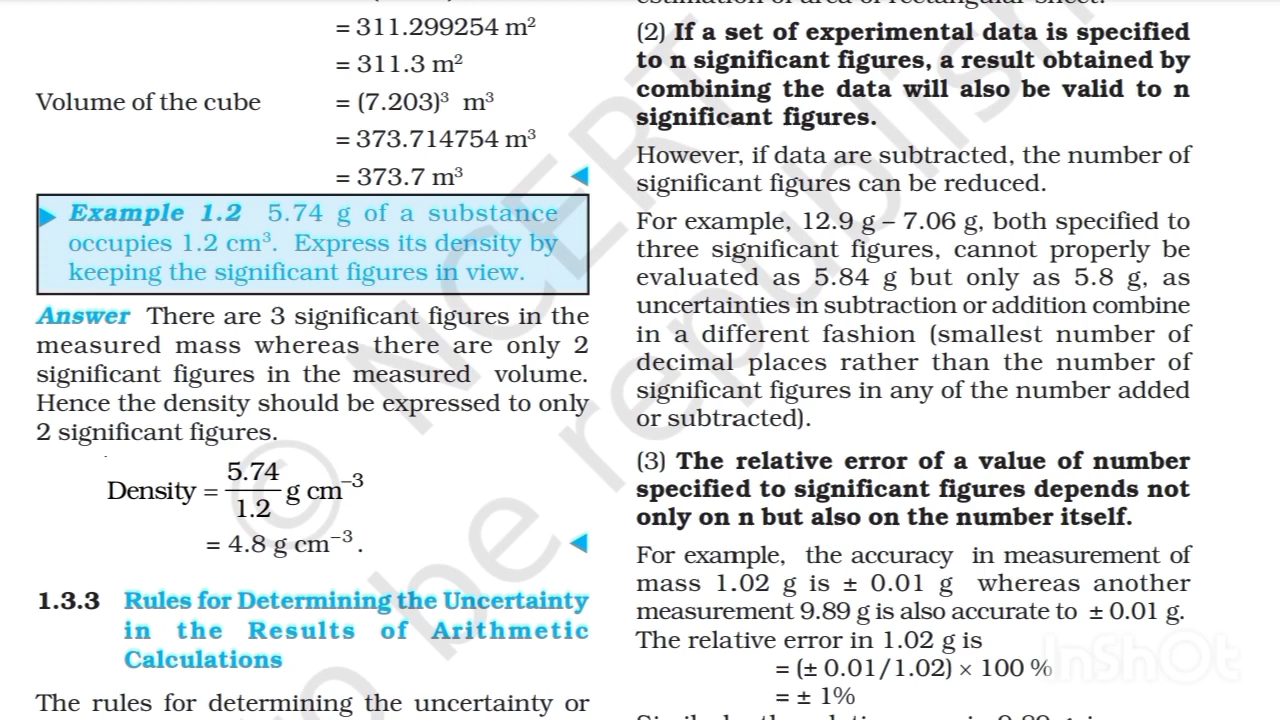 = 311.299254 m²
= 311.3 m²
Volume of the cube = (7.203)³ m³
= 373.714754 m³
= 373.7 m³
Example 1.2 5.74 g of a substance
occupies 1.2 cm³. Express its density by
keeping the significant figures in view.
Answer There are 3 significant figures in the
measured mass whereas there are only 2
significant figures in the measured volume.
Hence the density should be expressed to only
2 significant figures.
Density = 5.74/1.2 g cm⁻³
= 4.8 g cm⁻³ .
1.3.3 Rules for Determining the Uncertainty
in the Results of Arithmetic
Calculations
The rules for determining the uncertainty or
estimation of area of rectangular sheet.
(2) If a set of experimental data is specified
to n significant figures, a result obtained by
combining the data will also be valid to n
significant figures.
However, if data are subtracted, the number of
significant figures can be reduced.
For example, 12.9 g – 7.06 g, both specified to
three significant figures, cannot properly be
evaluated as 5.84 g but only as 5.8 g, as
uncertainties in subtraction or addition combine
in a different fashion (smallest number of
decimal places rather than the number of
significant figures in any of the number added
or subtracted).
(3) The relative error of a value of number
specified to significant figures depends not
only on n but also on the number itself.
For example, the accuracy in measurement of
mass 1.02 g is ± 0.01 g whereas another
measurement 9.89 g is also accurate to ± 0.01 g.
The relative error in 1.02 g is
= (± 0.01/1.02) × 100 %
= ± 1%
© NCERT
to be republish
InShOt